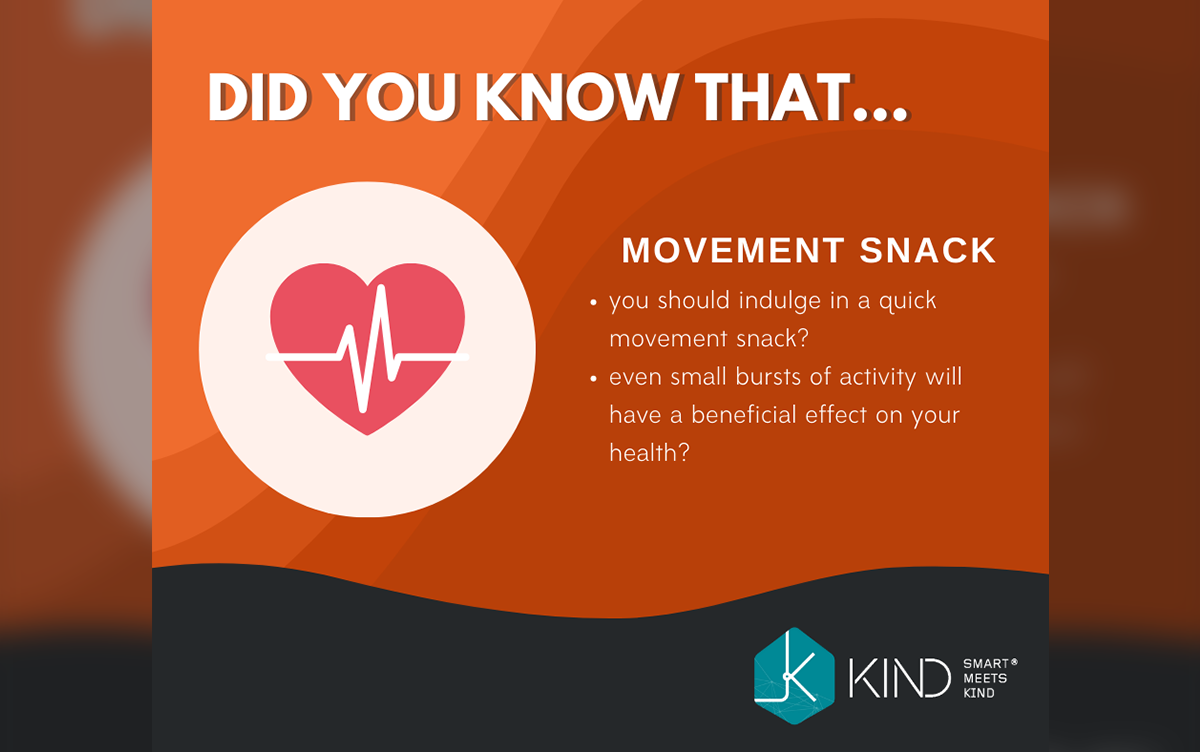 DID YOU KNOW THAT...
MOVEMENT SNACK
• you should indulge in a quick
movement snack?
• even small bursts of activity will
have a beneficial effect on your
health?
KIND
SMART®
MEETS
KIND